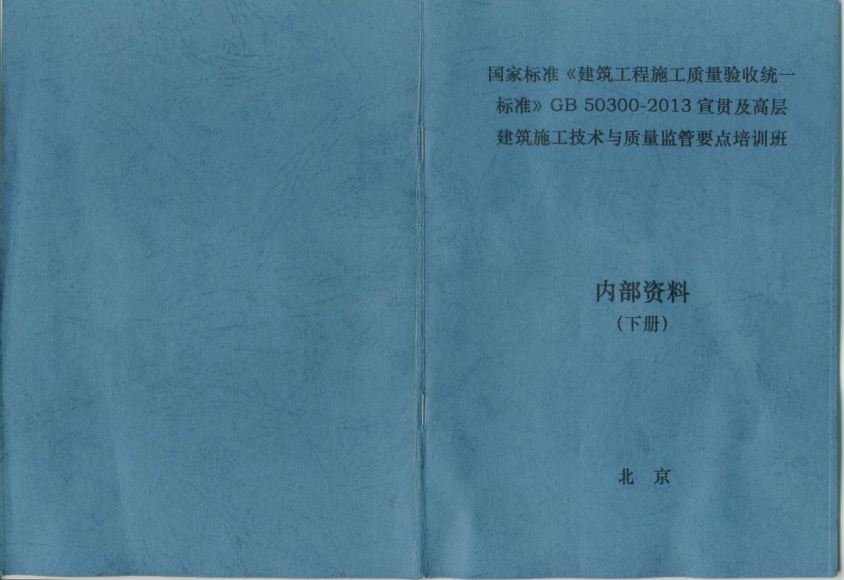 国家标准《建筑工程施工质量验收统一
标准》GB 50300-2013 宣贯及高层
建筑施工技术与质量监管要点培训班
内部资料
(下册)
北 京